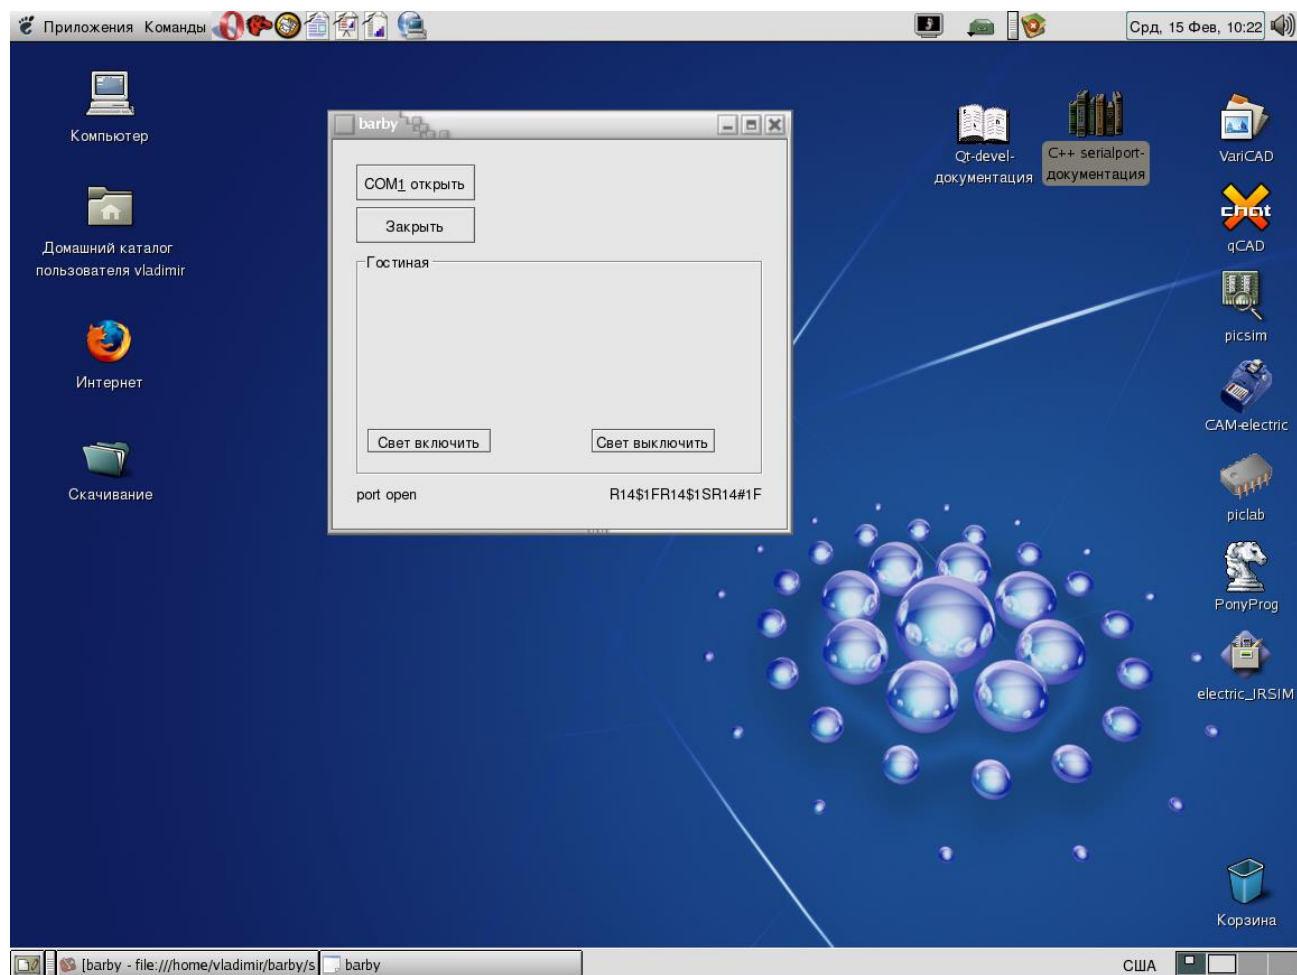 Приложения Команды
Срд, 15 Фев, 10:22
Компьютер
Домашний каталог
пользователя vladimir
Интернет
Скачивание
barby
COM1 открыть
Закрыть
Гостиная
Свет включить
Свет выключить
port open
R14$1FR14$1SR14#1F
Qt-devel-
документация
C++ serialport-
документация
VariCAD
chat
qCAD
picsim
CAM-electric
piclab
PonyProg
electric_IRSIM
Корзина
[barby - file:///home/vladimir/barby/s
barby
США